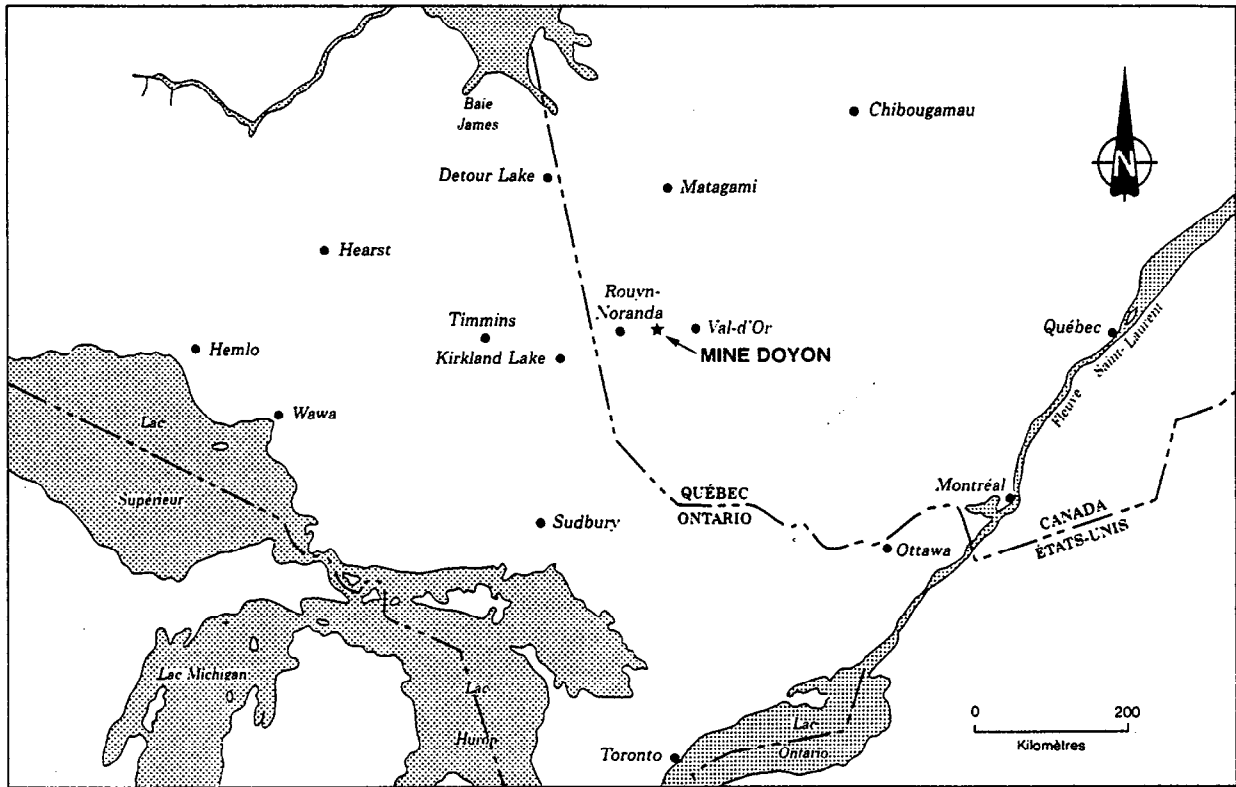 Baie
James
Chibougamau
N
Detour Lake
Matagami
Hearst
Rouyn-
Noranda
Timmins
Val-d'Or
Québec
Kirkland Lake
MINE DOYON
Hemlo
Fleuve Saint-Laurent
Wawa
Lac
Supérieur
QUÉBEC
ONTARIO
Montréal
CANADA
ÉTATS-UNIS
Sudbury
Ottawa
Lac Michigan
Lac
Huron
Lac
Ontario
Toronto
0 200
Kilomètres